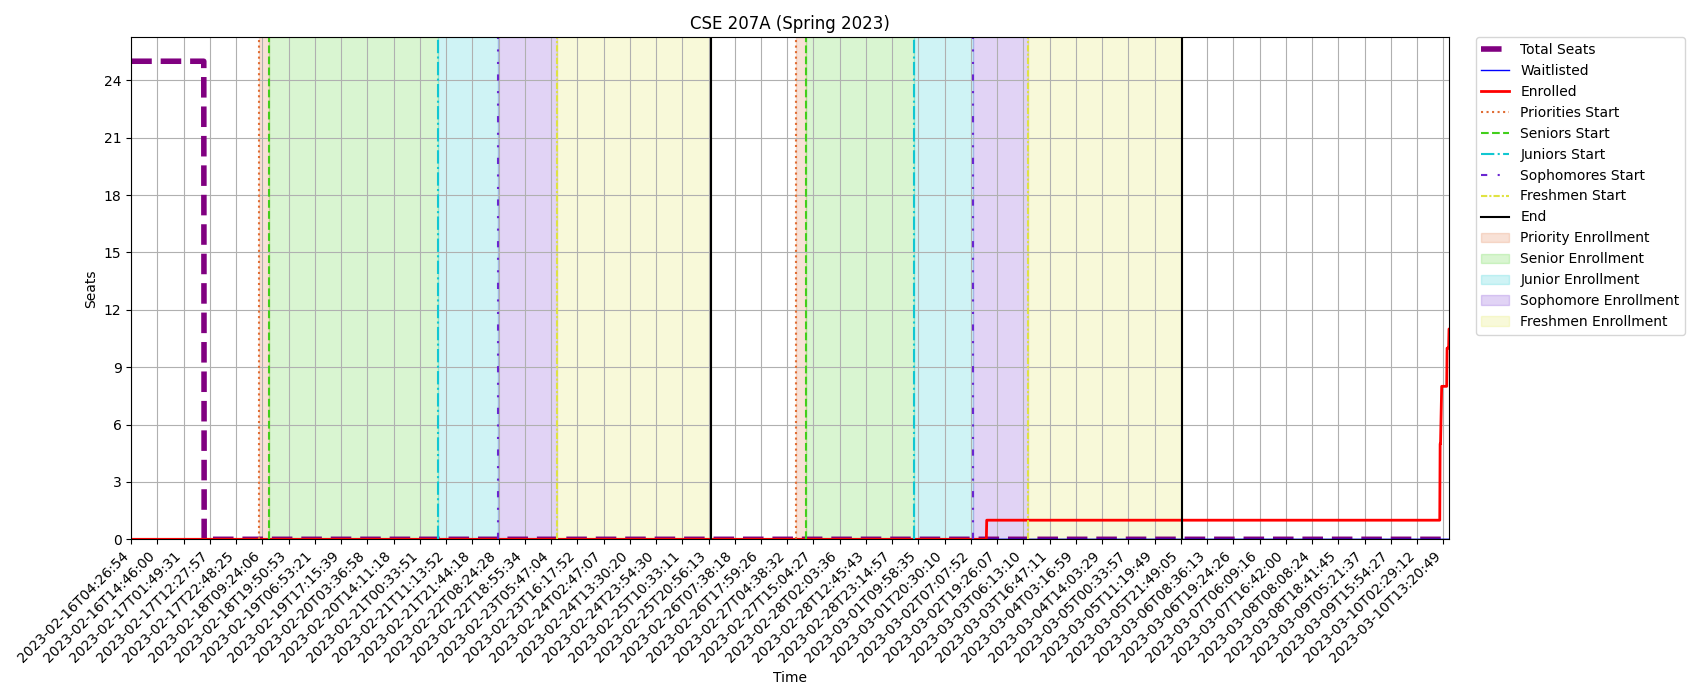 CSE 207A (Spring 2023)
Seats
24
21
18
15
12
9
6
3
0
2023-02-16T04:26:54
2023-02-16T14:46:00
2023-02-17T01:49:31
2023-02-17T12:27:57
2023-02-17T22:48:25
2023-02-18T09:24:06
2023-02-18T19:50:53
2023-02-19T06:53:21
2023-02-19T17:15:39
2023-02-20T03:36:58
2023-02-20T14:11:18
2023-02-21T00:33:51
2023-02-21T11:13:52
2023-02-21T21:44:18
2023-02-22T08:24:28
2023-02-22T18:55:34
2023-02-23T05:47:04
2023-02-23T16:17:52
2023-02-24T02:47:07
2023-02-24T13:30:20
2023-02-24T23:54:30
2023-02-25T10:33:11
2023-02-25T20:56:13
2023-02-26T07:38:18
2023-02-26T17:59:26
2023-02-27T04:38:32
2023-02-27T15:04:27
2023-02-28T02:03:36
2023-02-28T12:45:43
2023-02-28T23:14:57
2023-03-01T09:58:35
2023-03-01T20:30:10
2023-03-02T07:07:52
2023-03-02T19:26:07
2023-03-03T06:13:10
2023-03-03T16:47:11
2023-03-04T03:16:59
2023-03-04T14:03:29
2023-03-05T00:33:57
2023-03-05T11:19:49
2023-03-05T21:49:05
2023-03-06T08:36:13
2023-03-06T19:24:26
2023-03-07T06:09:16
2023-03-07T16:42:00
2023-03-08T08:08:24
2023-03-08T18:41:45
2023-03-09T05:21:37
2023-03-09T15:54:27
2023-03-10T02:29:12
2023-03-10T13:20:49
Time
Total Seats
Waitlisted
Enrolled
Priorities Start
Seniors Start
Juniors Start
Sophomores Start
Freshmen Start
End
Priority Enrollment
Senior Enrollment
Junior Enrollment
Sophomore Enrollment
Freshmen Enrollment